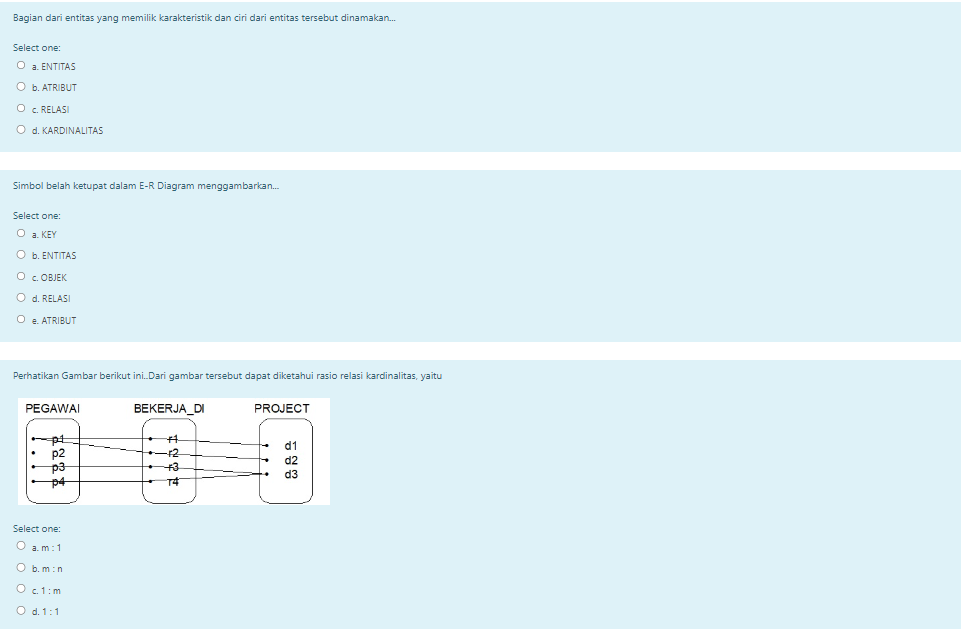 Bagian dari entitas yang memilik karakteristik dan ciri dari entitas tersebut dinamakan...
Select one:
a. ENTITAS
b. ATRIBUT
c. RELASI
d. KARDINALITAS
Simbol belah ketupat dalam E-R Diagram menggambarkan...
Select one:
a. KEY
b. ENTITAS
c. OBJEK
d. RELASI
e. ATRIBUT
Perhatikan Gambar berikut ini..Dari gambar tersebut dapat diketahui rasio relasi kardinalitas, yaitu
PEGAWAI BEKERJA_DI PROJECT
p1 r1 d1
p2 r2 d2
p3 r3 d3
p4 r4
Select one:
a. m : 1
b. m : n
c. 1 : m
d. 1 : 1